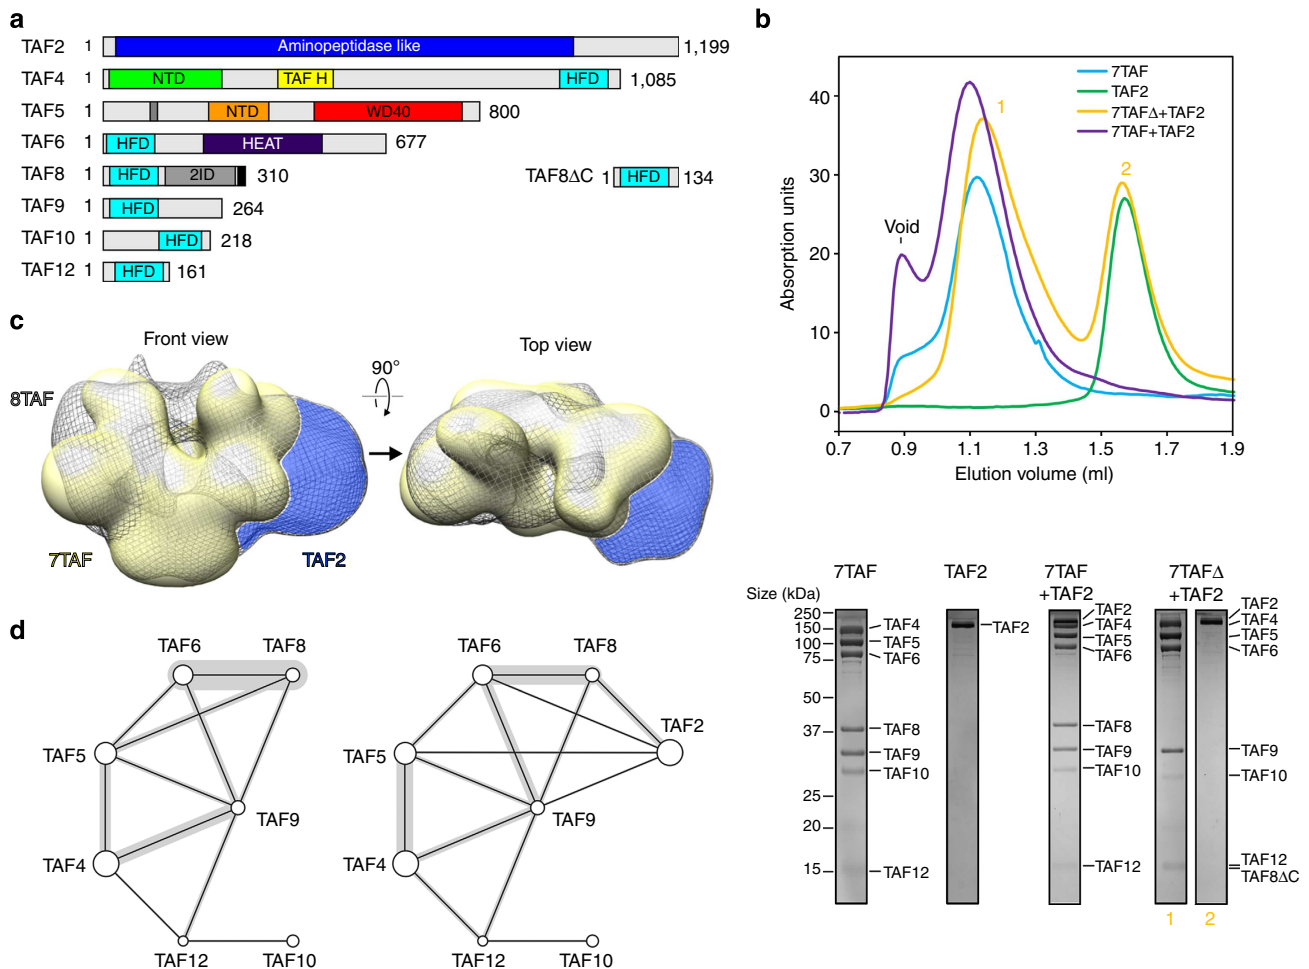 a
TAF2 1 Aminopeptidase like 1,199
TAF4 1 NTD TAF H HFD 1,085
TAF5 1 NTD WD40 800
TAF6 1 HFD HEAT 677
TAF8 1 HFD 2ID 310
TAF8ΔC 1 HFD 134
TAF9 1 HFD 264
TAF10 1 HFD 218
TAF12 1 HFD 161
b
7TAF
TAF2
7TAFΔ+TAF2
7TAF+TAF2
1
2
Void
Absorption units
40
30
20
10
0
0.7 0.9 1.1 1.3 1.5 1.7 1.9
Elution volume (ml)
7TAF
TAF2
7TAF
+TAF2
7TAFΔ
+TAF2
Size (kDa)
250
150
100
75
50
37
25
20
15
TAF4
TAF5
TAF6
TAF8
TAF9
TAF10
TAF12
TAF2
TAF2
TAF4
TAF5
TAF6
TAF8
TAF9
TAF10
TAF12
TAF2
TAF4
TAF5
TAF6
TAF9
TAF10
TAF12
TAF8ΔC
1 2
c
Front view
Top view
90°
8TAF
7TAF
TAF2
d
TAF6 TAF8
TAF5
TAF9
TAF4
TAF12 TAF10
TAF6 TAF8
TAF2
TAF5
TAF9
TAF4
TAF12 TAF10